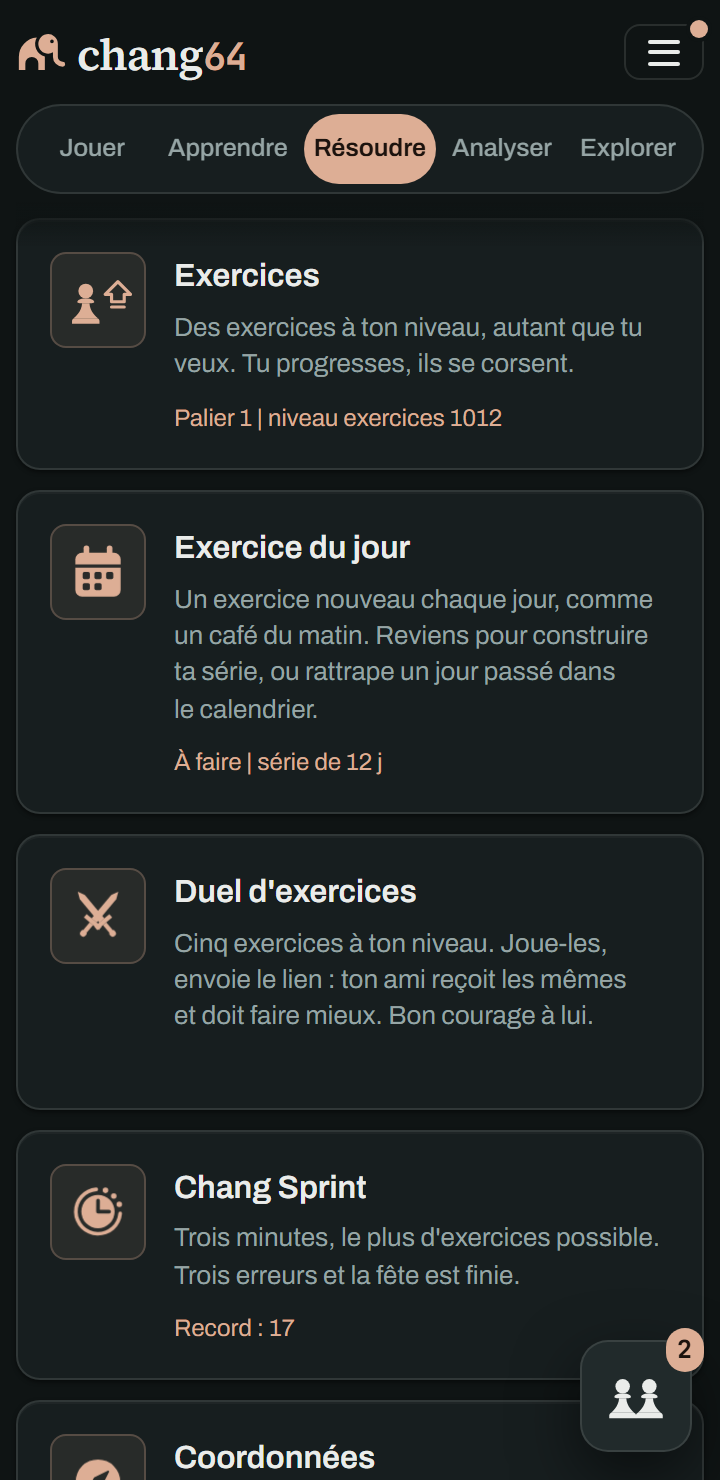 chang64
Jouer Apprendre Résoudre Analyser Explorer
Exercices
Des exercices à ton niveau, autant que tu
veux. Tu progresses, ils se corsent.
Palier 1 | niveau exercices 1012
Exercice du jour
Un exercice nouveau chaque jour, comme
un café du matin. Reviens pour construire
ta série, ou rattrape un jour passé dans
le calendrier.
À faire | série de 12 j
Duel d'exercices
Cinq exercices à ton niveau. Joue-les,
envoie le lien : ton ami reçoit les mêmes
et doit faire mieux. Bon courage à lui.
Chang Sprint
Trois minutes, le plus d'exercices possible.
Trois erreurs et la fête est finie.
Record : 17
2
Coordonnées